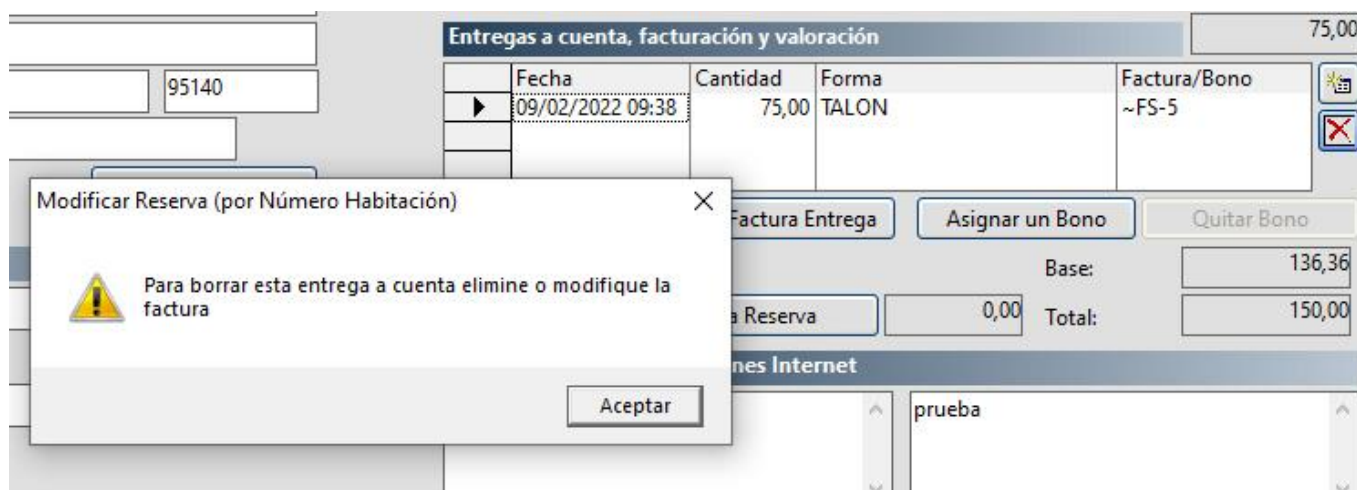 Entregas a cuenta, facturación y valoración
75,00
95140
Fecha Cantidad Forma Factura/Bono
09/02/2022 09:38 75,00 TALON ~FS-5
Modificar Reserva (por Número Habitación)
Para borrar esta entrega a cuenta elimine o modifique la
factura
Aceptar
Factura Entrega Asignar un Bono Quitar Bono
Base: 136,36
a Reserva 0,00 Total: 150,00
nes Internet
prueba